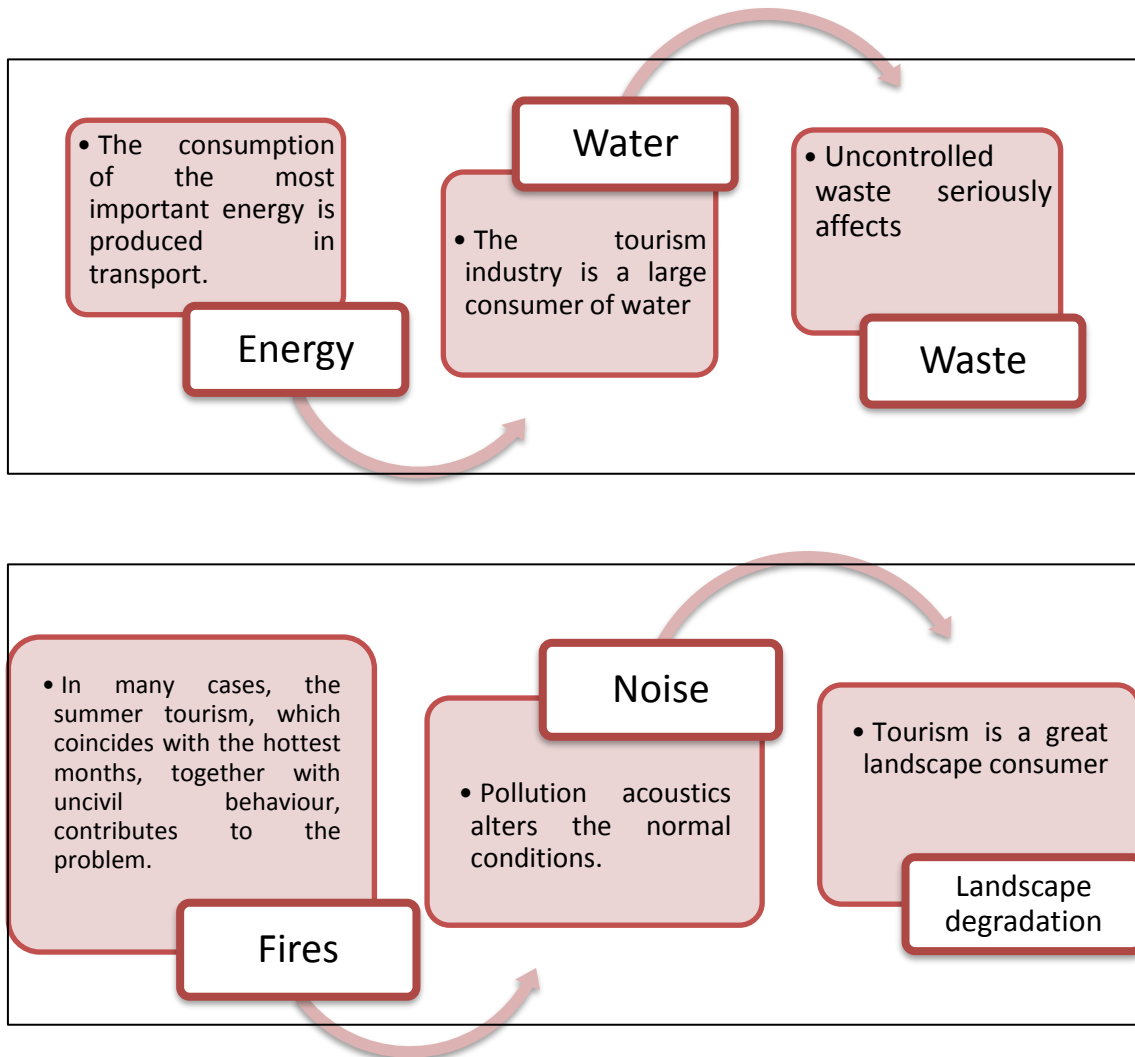 • The consumption
of the most
important energy is
produced in
transport.
Energy
Water
• The tourism
industry is a large
consumer of water
• Uncontrolled
waste seriously
affects
Waste
• In many cases, the
summer tourism, which
coincides with the hottest
months, together with
uncivil behaviour,
contributes to the
problem.
Fires
Noise
• Pollution acoustics
alters the normal
conditions.
• Tourism is a great
landscape consumer
Landscape
degradation